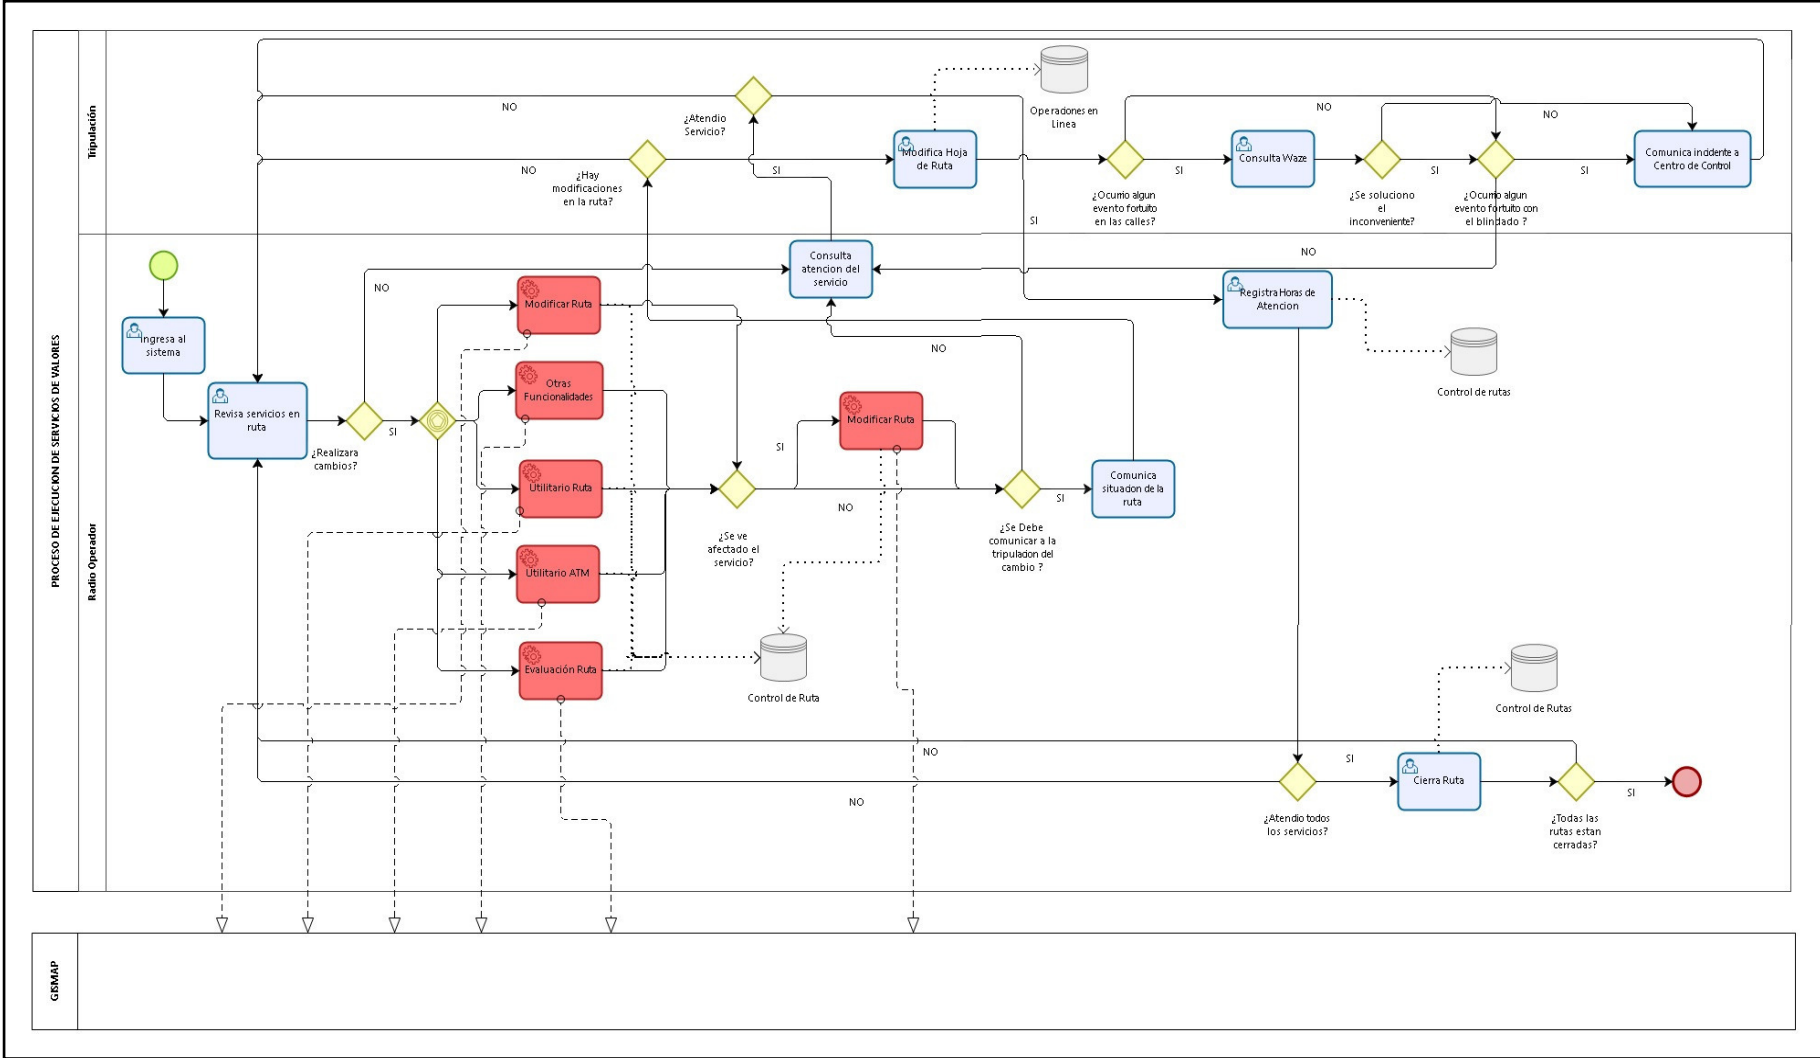 PROCESO DE EJECUCION DE SERVICIOS DE VALORES
Tripulación
NO
¿Atendio
Servicio?
Operaciones en
Linea
NO
NO
NO
¿Hay
modificaciones
en la ruta?
SI
Modifica Hoja
de Ruta
SI
¿Ocurrio algun
evento fortuito
en las calles?
SI
Consulta Waze
¿Se soluciono
el
inconveniente?
SI
¿Ocurrio algun
evento fortuito con
el blindado ?
SI
Comunica incidente a
Centro de Control
Radio Operador
Ingresa al
sistema
Revisa servicios en
ruta
¿Realizara
cambios?
NO
SI
Modificar Ruta
Otras
Funcionalidades
Utilitario Ruta
Utilitario ATM
Evaluación Ruta
Consulta
atencion del
servicio
NO
Registra Horas de
Atencion
Control de rutas
NO
¿Se ve
afectado el
servicio?
SI
Modificar Ruta
NO
¿Se Debe
comunicar a la
tripulacion del
cambio ?
SI
Comunica
situacion de la
ruta
Control de Ruta
Control de Rutas
NO
NO
¿Atendio todos
los servicios?
SI
Cierra Ruta
¿Todas las
rutas estan
cerradas?
SI
GISMAP